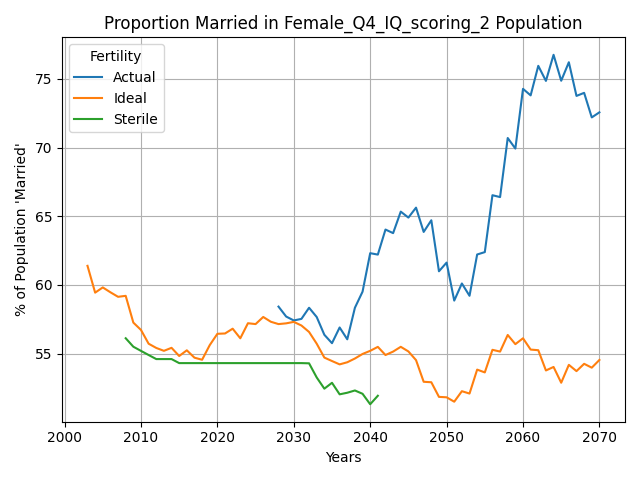 Proportion Married in Female_Q4_IQ_scoring_2 Population
Fertility
Actual
Ideal
Sterile
% of Population 'Married'
75
70
65
60
55
2000 2010 2020 2030 2040 2050 2060 2070
Years